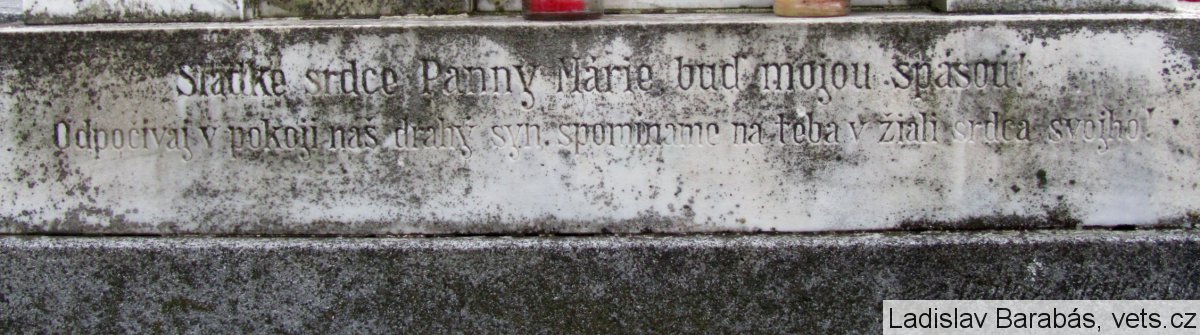 Sladké srdce Panny Márie buď mojou spásou!
Odpočívaj v pokoji náš drahý syn, spomíname na teba v žiali srdca svojho!
Ladislav Barabás, vets.cz